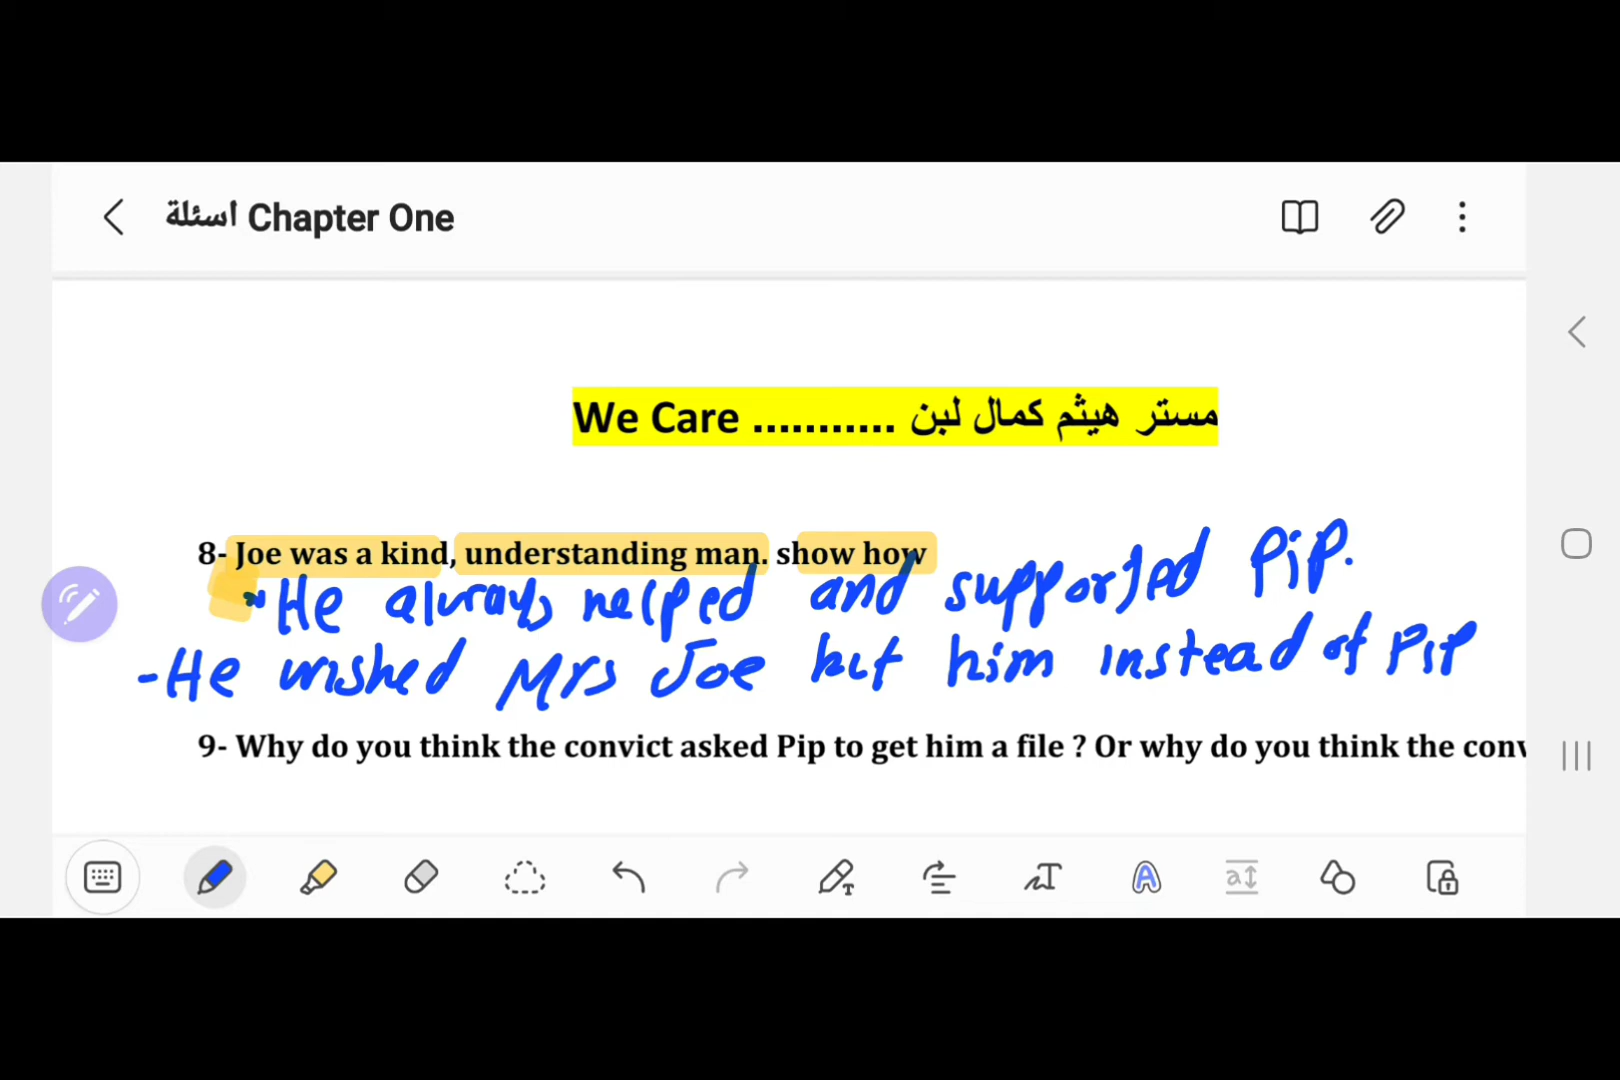 اسئلة Chapter One
We Care ........... مستر هيثم كمال لبن
8- Joe was a kind, understanding man. show how
He always helped and supported Pip.
- He wished Mrs Joe hit him instead of Pip
9- Why do you think the convict asked Pip to get him a file ? Or why do you think the conv